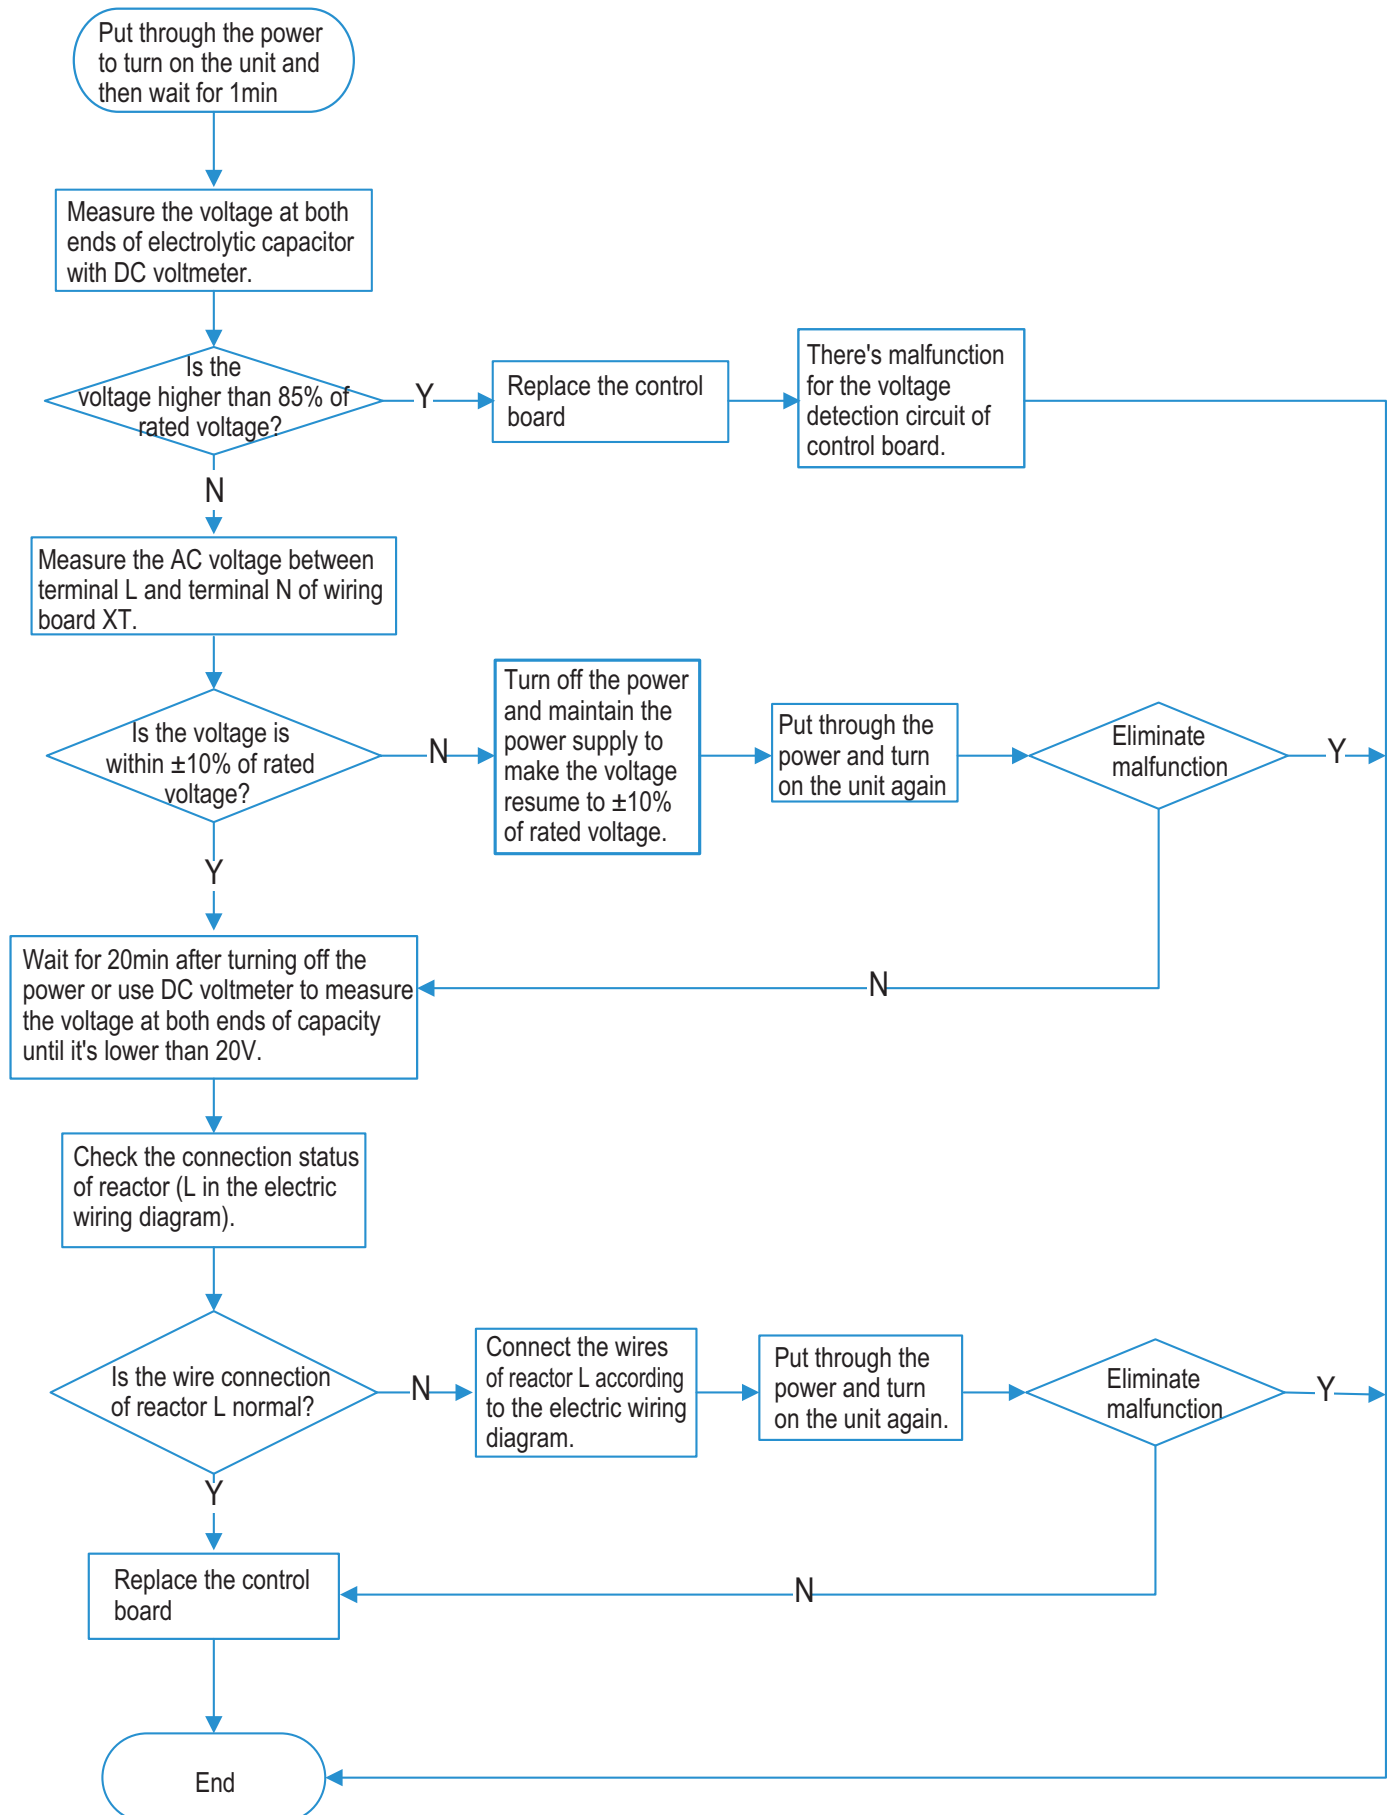 Put through the power
to turn on the unit and
then wait for 1min
Measure the voltage at both
ends of electrolytic capacitor
with DC voltmeter.
Is the
voltage higher than 85% of
rated voltage?
Y
Replace the control
board
There's malfunction
for the voltage
detection circuit of
control board.
N
Measure the AC voltage between
terminal L and terminal N of wiring
board XT.
Is the voltage is
within ±10% of rated
voltage?
N
Turn off the power
and maintain the
power supply to
make the voltage
resume to ±10%
of rated voltage.
Put through the
power and turn
on the unit again
Eliminate
malfunction
Y
Y
Wait for 20min after turning off the
power or use DC voltmeter to measure
the voltage at both ends of capacity
until it's lower than 20V.
N
Check the connection status
of reactor (L in the electric
wiring diagram).
Is the wire connection
of reactor L normal?
N
Connect the wires
of reactor L according
to the electric wiring
diagram.
Put through the
power and turn
on the unit again.
Eliminate
malfunction
Y
Y
Replace the control
board
N
End